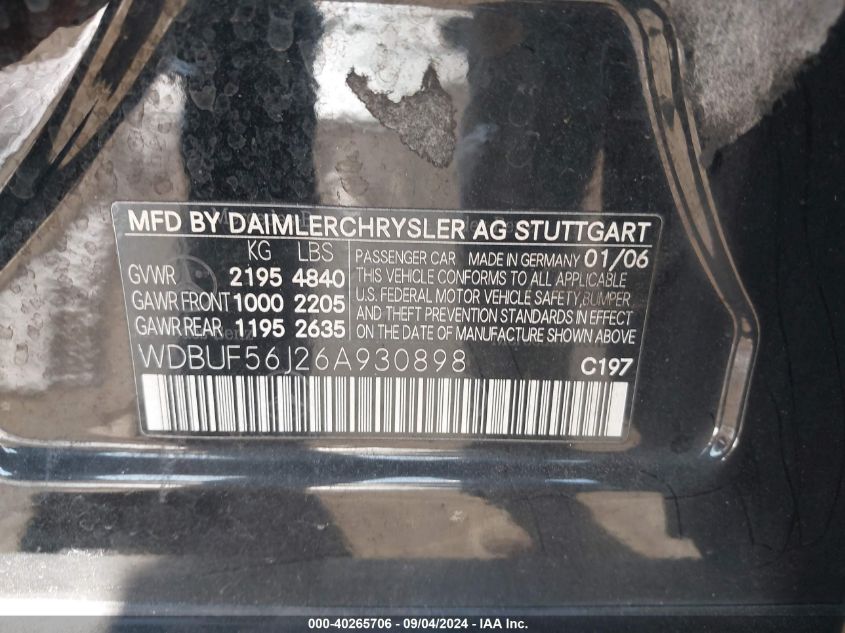 MFD BY DAIMLERCHRYSLER AG STUTTGART
KG LBS
GVWR 2195 4840
GAWR FRONT 1000 2205
GAWR REAR 1195 2635
PASSENGER CAR MADE IN GERMANY 01/06
THIS VEHICLE CONFORMS TO ALL APPLICABLE
U.S. FEDERAL MOTOR VEHICLE SAFETY, BUMPER,
AND THEFT PREVENTION STANDARDS IN EFFECT
ON THE DATE OF MANUFACTURE SHOWN ABOVE
WDBUF56J26A930898 C197
000-40265706 - 09/04/2024 - IAA Inc.